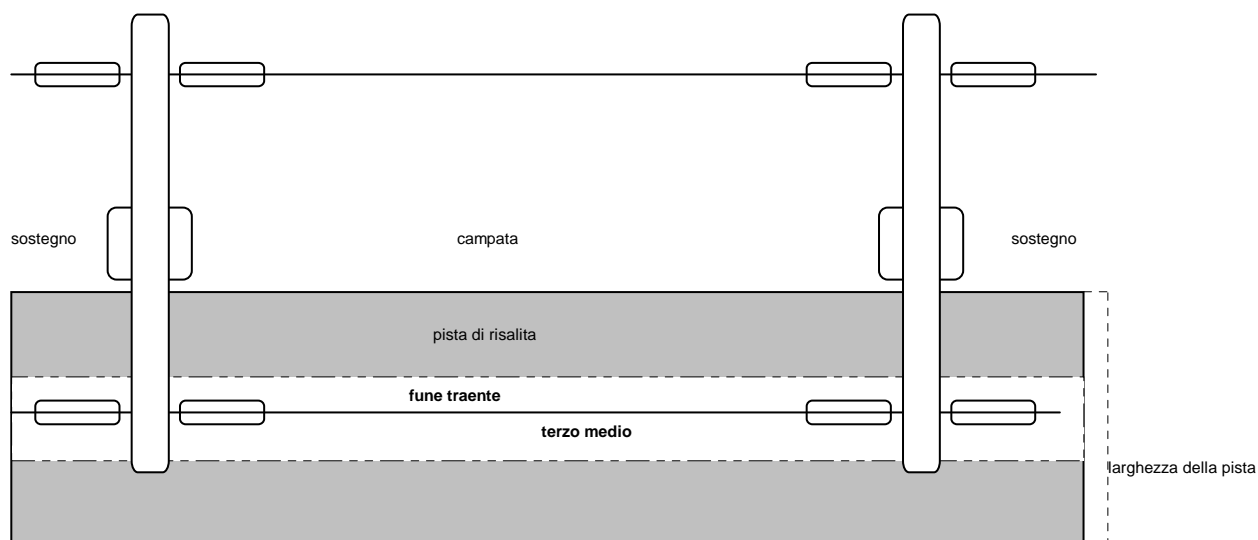 sostegno
campata
sostegno
pista di risalita
fune traente
terzo medio
larghezza della pista